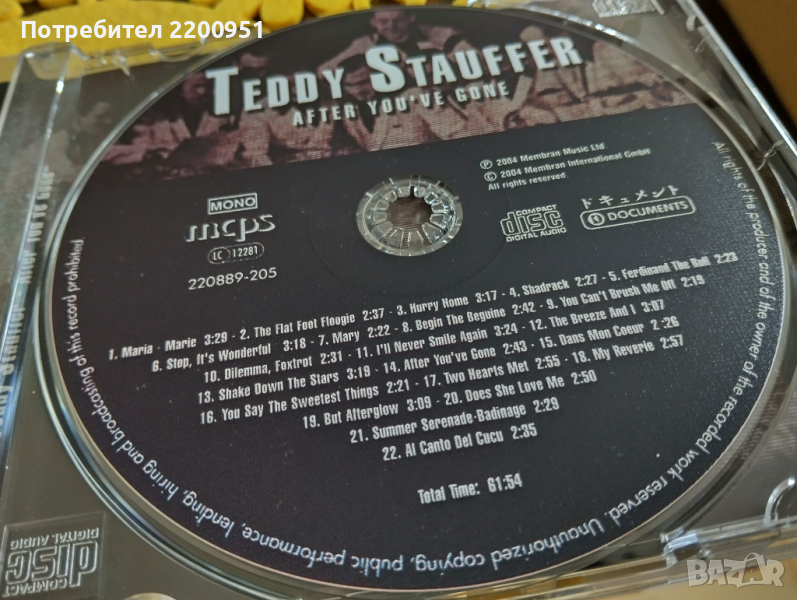 Потребител 2200951
TEDDY STAUFFER
AFTER YOU'VE GONE
MONO
mcps
LC 12281
220889-205
℗ 2004 Membran Music Ltd
© 2004 Membran International GmbH
All rights reserved
COMPACT
disc
DIGITAL AUDIO
ドキュメント
DOCUMENTS
1. Maria - Marie 3:29 - 2. The Flat Foot Floogie 2:37 - 3. Hurry Home 3:17 - 4. Shadrack 2:27 - 5. Ferdinand The Bull 2:23
6. Stop, It's Wonderful 3:18 - 7. Mary 2:22 - 8. Begin The Beguine 2:42 - 9. You Can't Brush Me Off 2:19
10. Dilemma, Foxtrot 2:31 - 11. I'll Never Smile Again 3:24 - 12. The Breeze And I 3:07
13. Shake Down The Stars 3:19 - 14. After You've Gone 2:43 - 15. Dans Mon Coeur 2:26
16. You Say The Sweetest Things 2:21 - 17. Two Hearts Met 2:55 - 18. My Reverie 2:57
19. But Afterglow 3:09 - 20. Does She Love Me 2:50
21. Summer Serenade-Badinage 2:29
22. Al Canto Del Cucu 2:35
Total Time: 61:54
All rights of the producer and of the owner of the recorded work reserved. Unauthorized copying, public performance, lending, hiring and broadcasting of this record prohibited
COMPACT
disc
DIGITAL AUDIO
BAZAR